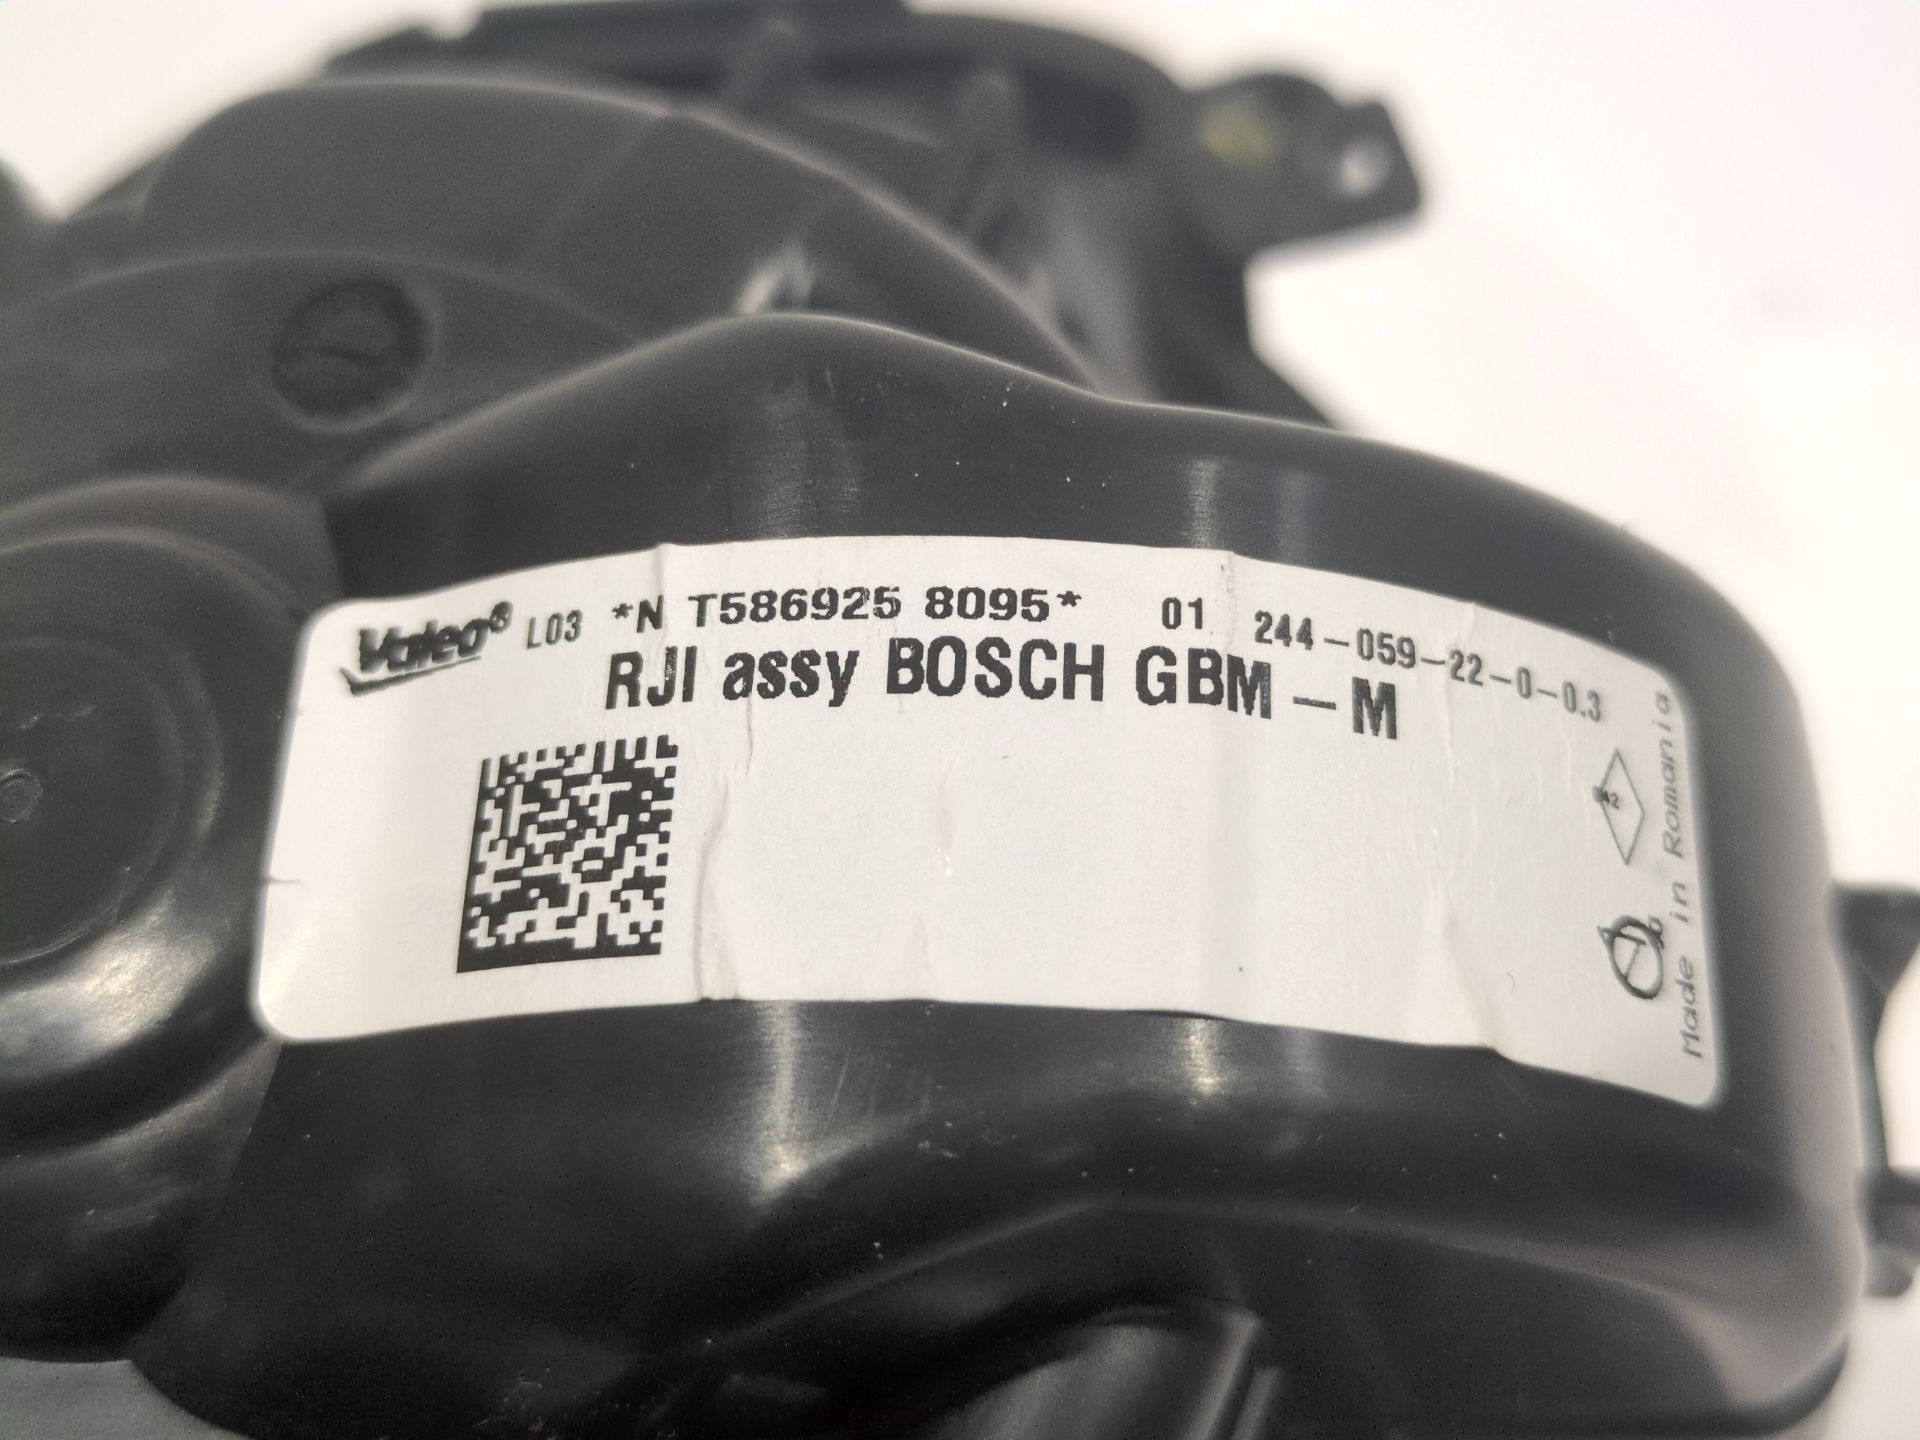 Valeo® L03 *N T586925 8095* 01 244-059-22-0-0.3
RJI assy BOSCH GBM-M
Made in Romania